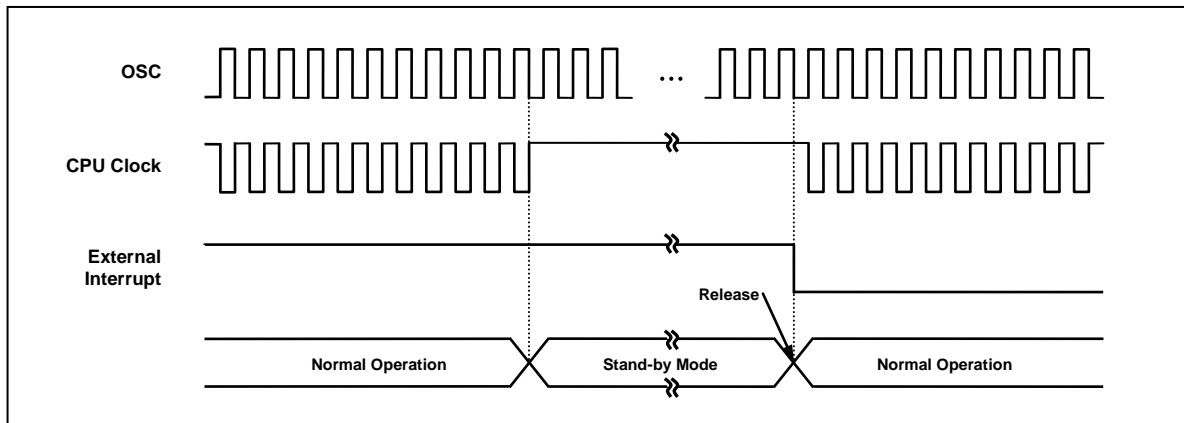 OSC
...
CPU Clock
External
Interrupt
Release
Normal Operation
Stand-by Mode
Normal Operation